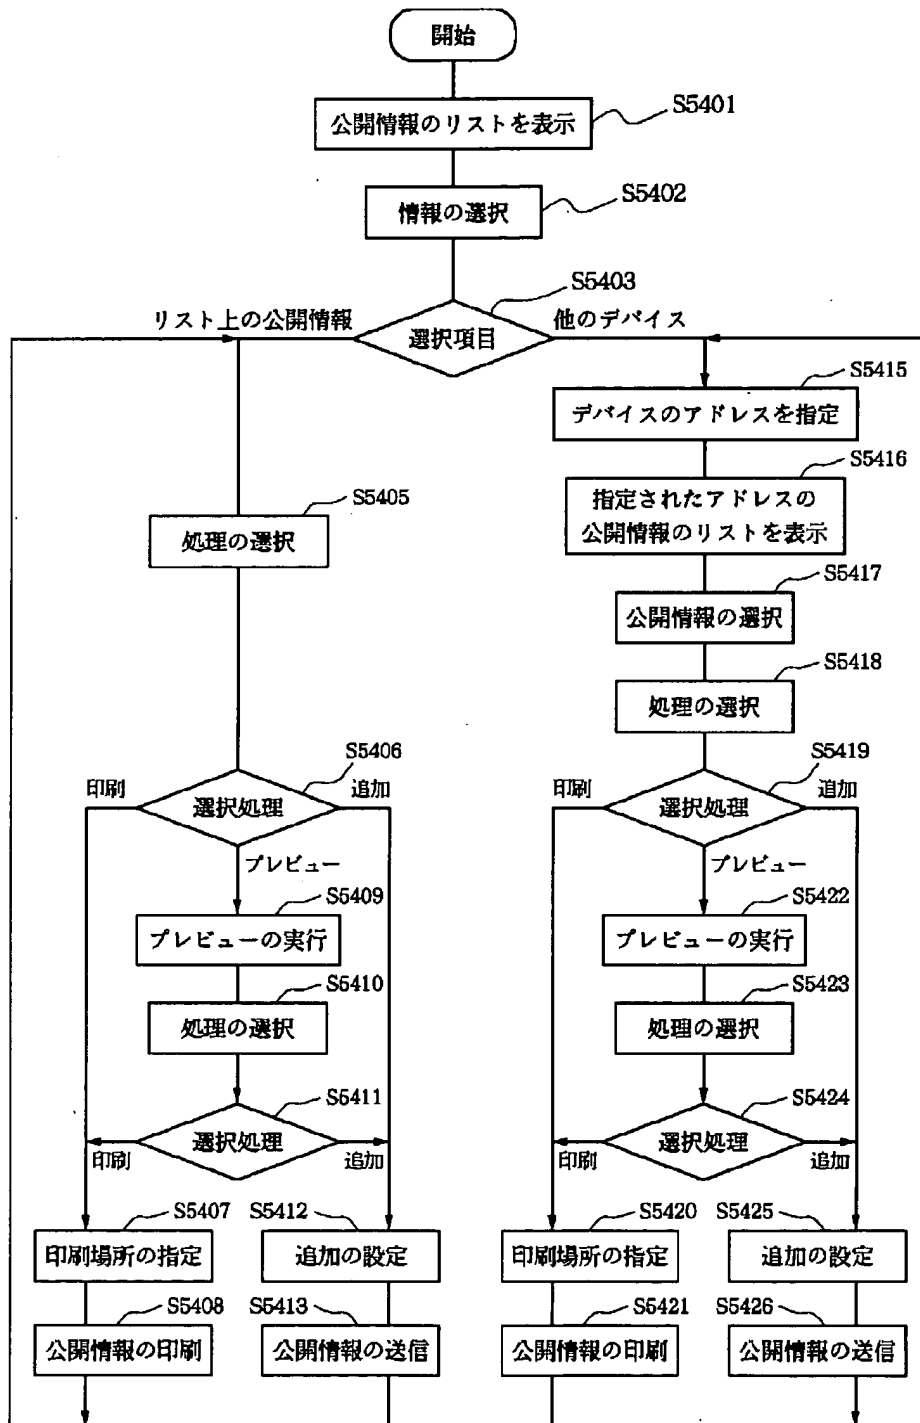 開始
S5401
公開情報のリストを表示
S5402
情報の選択
S5403
リスト上の公開情報
選択項目
他のデバイス
S5415
デバイスのアドレスを指定
S5416
指定されたアドレスの
公開情報のリストを表示
S5405
処理の選択
S5417
公開情報の選択
S5418
処理の選択
S5406
印刷
選択処理
追加
プレビュー
S5419
印刷
選択処理
追加
プレビュー
S5409
プレビューの実行
S5410
処理の選択
S5411
選択処理
印刷
追加
S5422
プレビューの実行
S5423
処理の選択
S5424
選択処理
印刷
追加
S5407
印刷場所の指定
S5408
公開情報の印刷
S5412
追加の設定
S5413
公開情報の送信
S5420
印刷場所の指定
S5421
公開情報の印刷
S5425
追加の設定
S5426
公開情報の送信